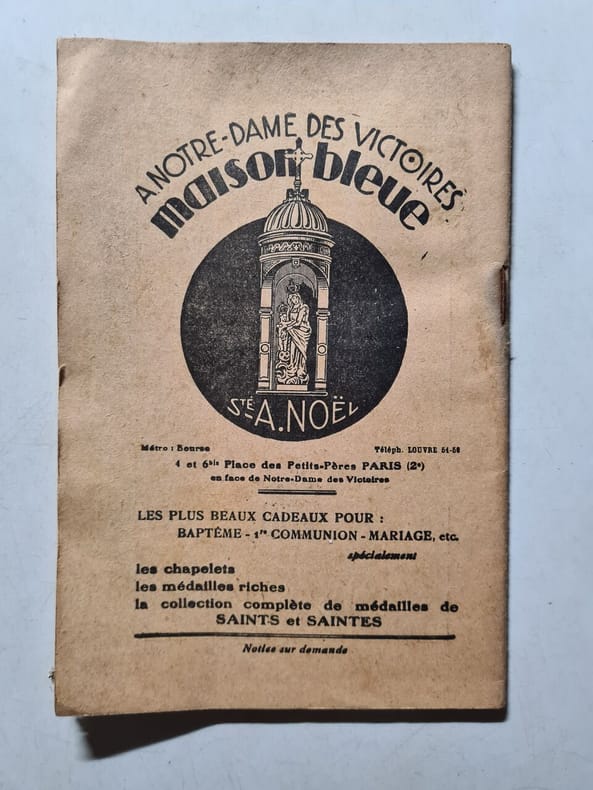 A NOTRE-DAME DES VICTOIRES
maison bleue
STÉ A. NOËL
Métro : Bourse Téléph. LOUVRE 54-58
4 et 6bis Place des Petits-Pères PARIS (2e)
en face de Notre-Dame des Victoires
LES PLUS BEAUX CADEAUX POUR :
BAPTÊME - 1re COMMUNION - MARIAGE, etc.
spécialement
les chapelets
les médailles riches
la collection complète de médailles de
SAINTS et SAINTES
Notice sur demande